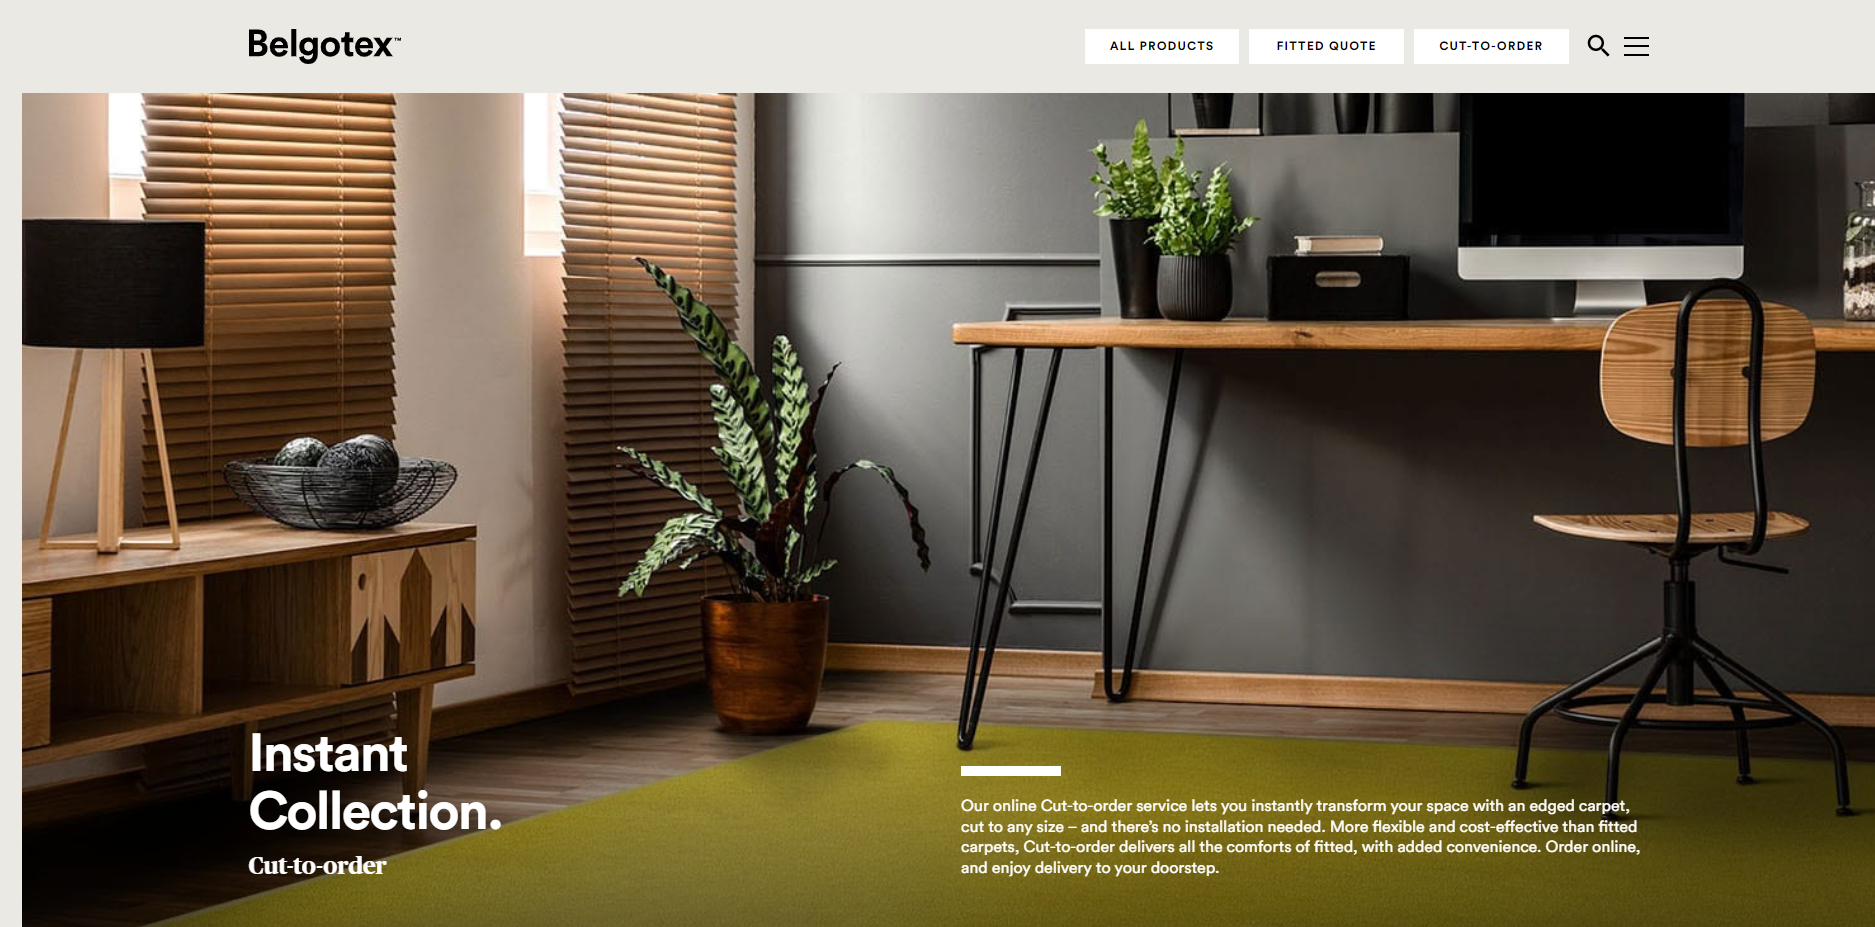 Belgotex™
ALL PRODUCTS
FITTED QUOTE
CUT-TO-ORDER
Instant
Collection.
Cut-to-order
Our online Cut-to-order service lets you instantly transform your space with an edged carpet,
cut to any size – and there's no installation needed. More flexible and cost-effective than fitted
carpets, Cut-to-order delivers all the comforts of fitted, with added convenience. Order online,
and enjoy delivery to your doorstep.